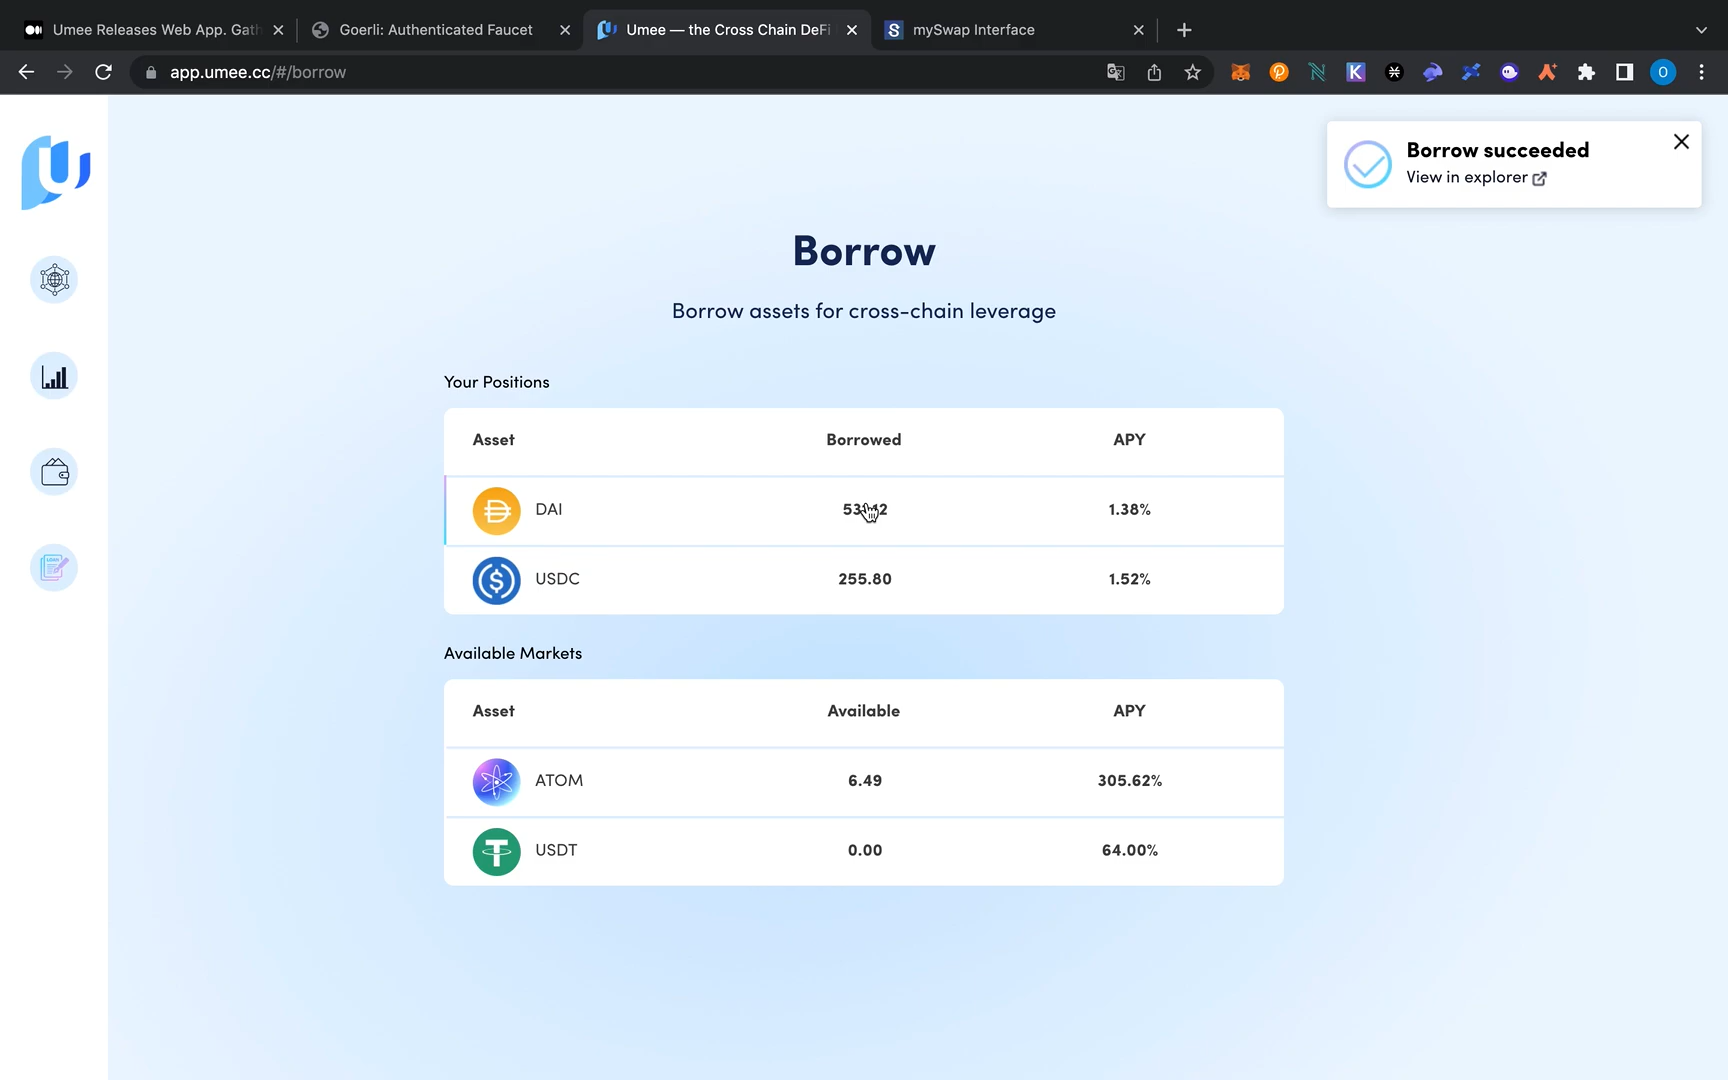 Umee Releases Web App. Gath
Goerli: Authenticated Faucet
Umee — the Cross Chain DeFi
mySwap Interface
app.umee.cc/#/borrow
Borrow succeeded
View in explorer
Borrow
Borrow assets for cross-chain leverage
Your Positions
Asset Borrowed APY
DAI 1.38%
USDC 255.80 1.52%
Available Markets
Asset Available APY
ATOM 6.49 305.62%
USDT 0.00 64.00%